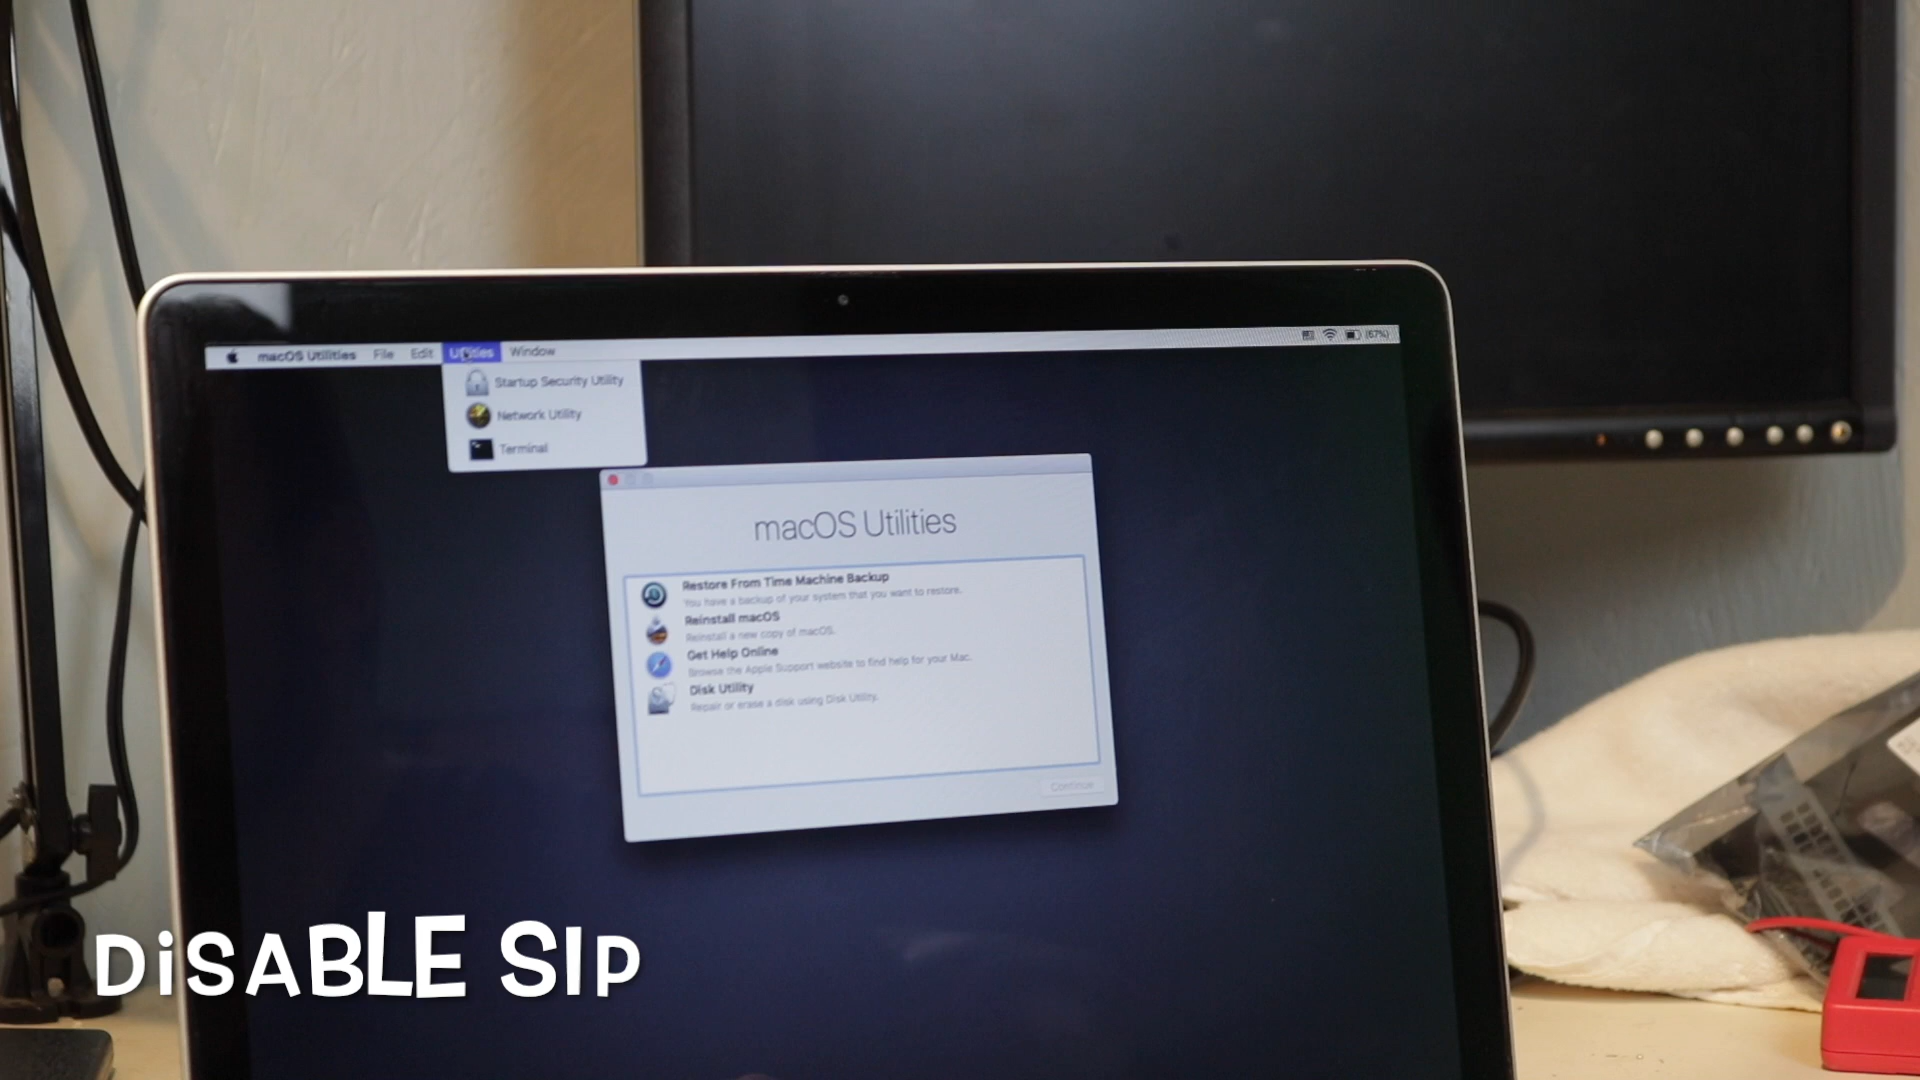 macOS Utilities File Edit Utilities Window (67%)
Startup Security Utility
Network Utility
Terminal
macOS Utilities
Restore From Time Machine Backup
You have a backup of your system that you want to restore.
Reinstall macOS
Reinstall a new copy of macOS.
Get Help Online
Browse the Apple Support website to find help for your Mac.
Disk Utility
Repair or erase a disk using Disk Utility.
Continue
DiSABLE SIP